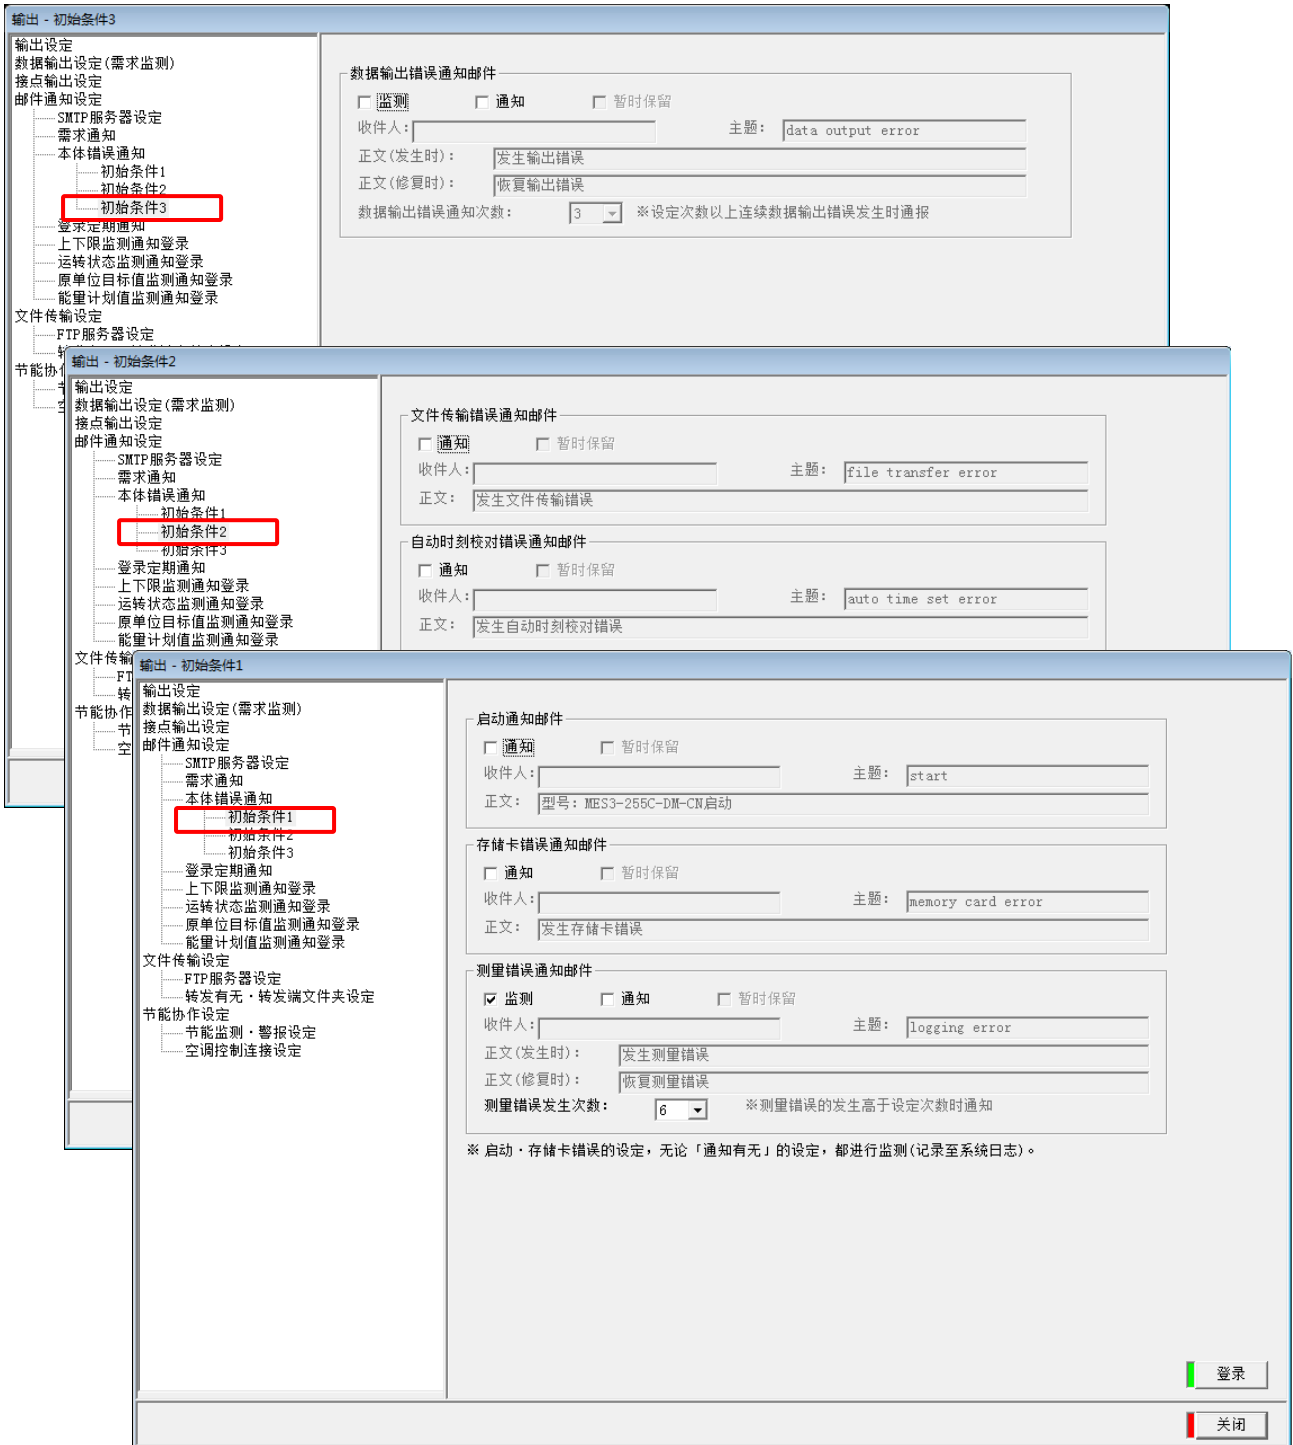 输出 - 初始条件3
输出设定
数据输出设定(需求监测)
接点输出设定
邮件通知设定
SMTP服务器设定
需求通知
本体错误通知
初始条件1
初始条件2
初始条件3
登录定期通知
上下限监测通知登录
运转状态监测通知登录
原单位目标值监测通知登录
能量计划值监测通知登录
文件传输设定
FTP服务器设定
节能协
数据输出错误通知邮件
监测 通知 暂时保留
收件人: 主题: data output error
正文(发生时): 发生输出错误
正文(修复时): 恢复输出错误
数据输出错误通知次数: 3 ※设定次数以上连续数据输出错误发生时通报
输出 - 初始条件2
输出设定
数据输出设定(需求监测)
接点输出设定
邮件通知设定
SMTP服务器设定
需求通知
本体错误通知
初始条件1
初始条件2
初始条件3
登录定期通知
上下限监测通知登录
运转状态监测通知登录
原单位目标值监测通知登录
能量计划值监测通知登录
文件传输
FT
转
节能协作
节
空
文件传输错误通知邮件
通知 暂时保留
收件人: 主题: file transfer error
正文: 发生文件传输错误
自动时刻校对错误通知邮件
通知 暂时保留
收件人: 主题: auto time set error
正文: 发生自动时刻校对错误
输出 - 初始条件1
输出设定
数据输出设定(需求监测)
接点输出设定
邮件通知设定
SMTP服务器设定
需求通知
本体错误通知
初始条件1
初始条件2
初始条件3
登录定期通知
上下限监测通知登录
运转状态监测通知登录
原单位目标值监测通知登录
能量计划值监测通知登录
文件传输设定
FTP服务器设定
转发有无・转发端文件夹设定
节能协作设定
节能监测・警报设定
空调控制连接设定
启动通知邮件
通知 暂时保留
收件人: 主题: start
正文: 型号: MES3-255C-DM-CN启动
存储卡错误通知邮件
通知 暂时保留
收件人: 主题: memory card error
正文: 发生存储卡错误
测量错误通知邮件
监测 通知 暂时保留
收件人: 主题: logging error
正文(发生时): 发生测量错误
正文(修复时): 恢复测量错误
测量错误发生次数: 6 ※测量错误的发生高于设定次数时通知
※ 启动・存储卡错误的设定，无论「通知有无」的设定，都进行监测(记录至系统日志)。
登录
关闭